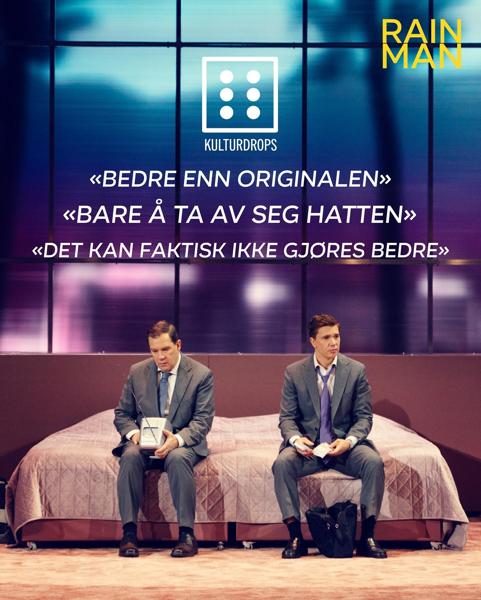 RAIN
MAN
KULTURDROPS
«BEDRE ENN ORIGINALEN»
«BARE Å TA AV SEG HATTEN»
«DET KAN FAKTISK IKKE GJØRES BEDRE»